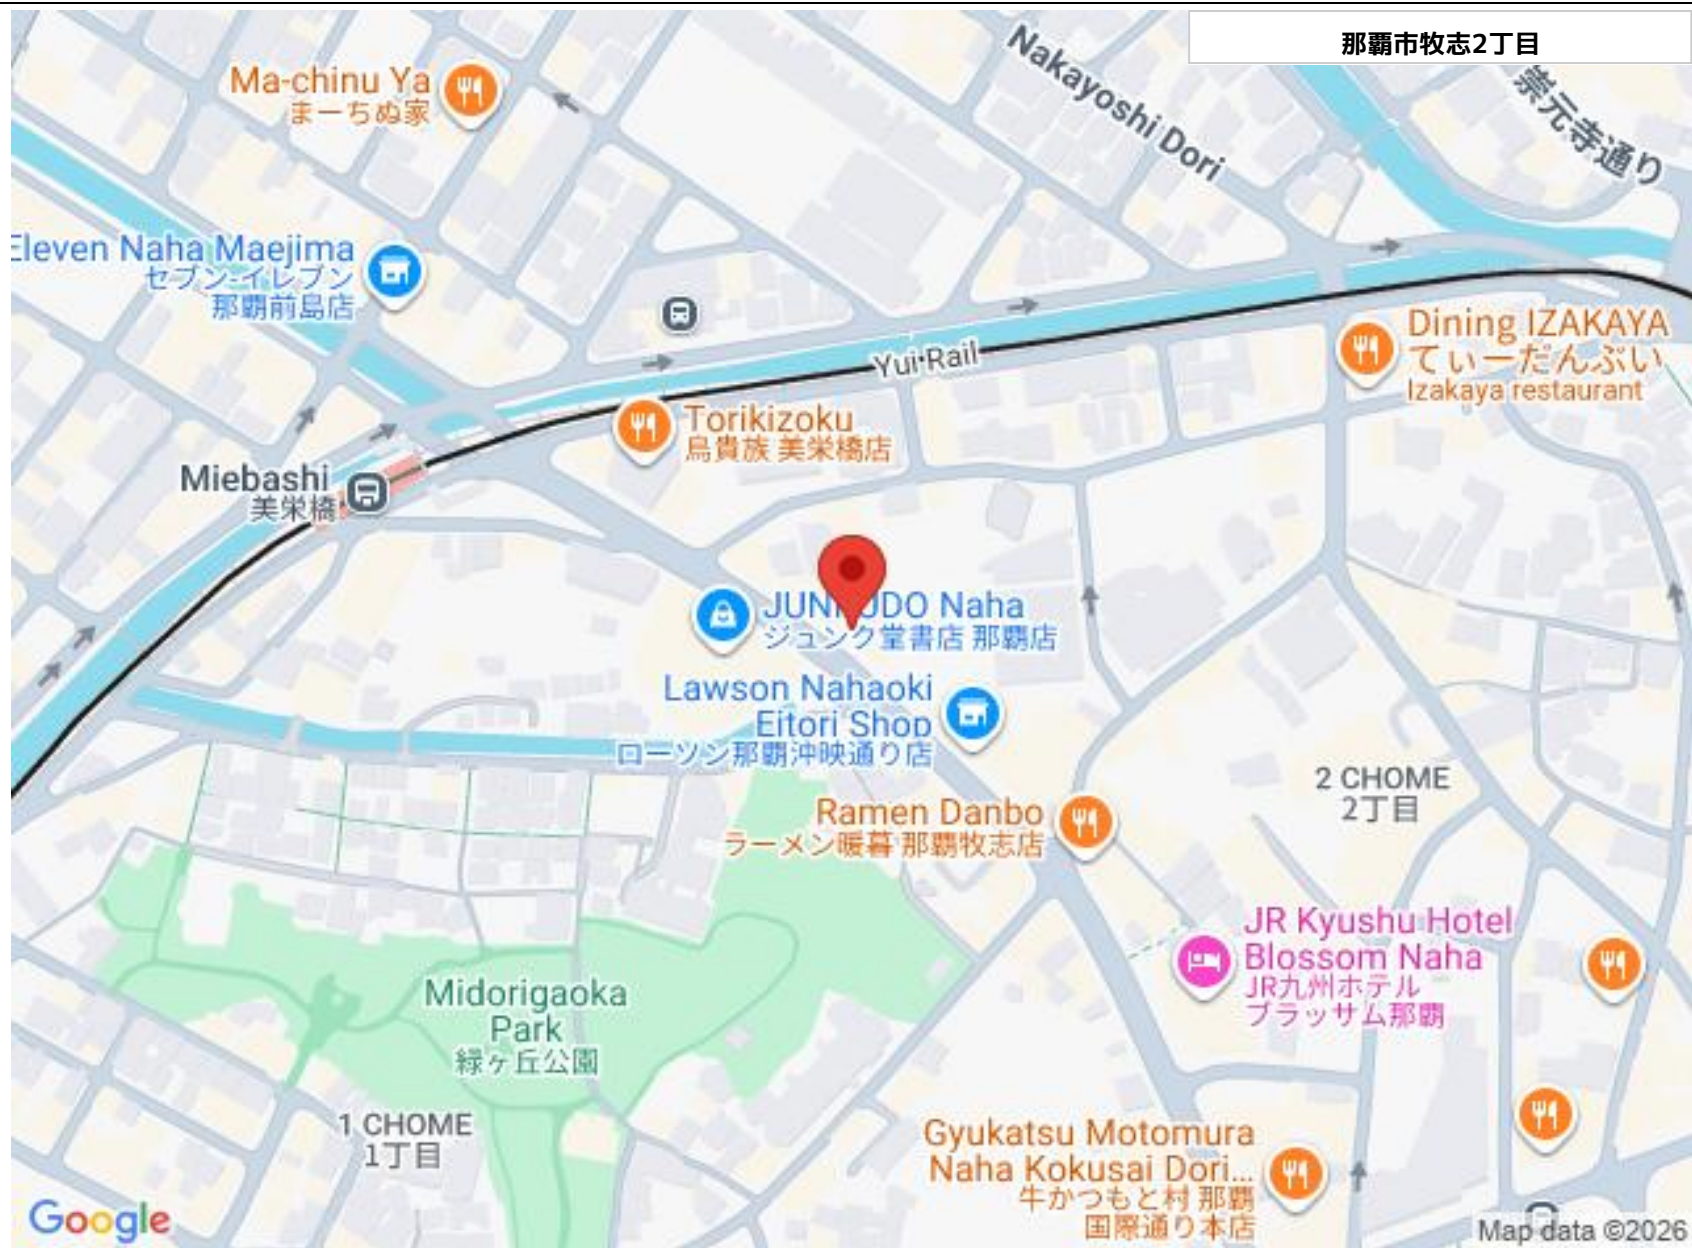 那覇市牧志2丁目
Ma-chinu Ya
まーちぬ家
Nakayoshi Dori
崇元寺通り
Eleven Naha Maejima
セブン-イレブン
那覇前島店
Yui Rail
Dining IZAKAYA
てぃーだんぶい
Izakaya restaurant
Torikizoku
鳥貴族 美栄橋店
Miebashi
美栄橋
JUNKUDO Naha
ジュンク堂書店 那覇店
Lawson Nahaoki
Eitori Shop
ローソン那覇沖映通り店
2 CHOME
2丁目
Ramen Danbo
ラーメン暖暮 那覇牧志店
JR Kyushu Hotel
Blossom Naha
JR九州ホテル
ブラッサム那覇
Midorigaoka
Park
緑ヶ丘公園
1 CHOME
1丁目
Gyukatsu Motomura
Naha Kokusai Dori...
牛かつもと村 那覇
国際通り本店
Google
Map data ©2026